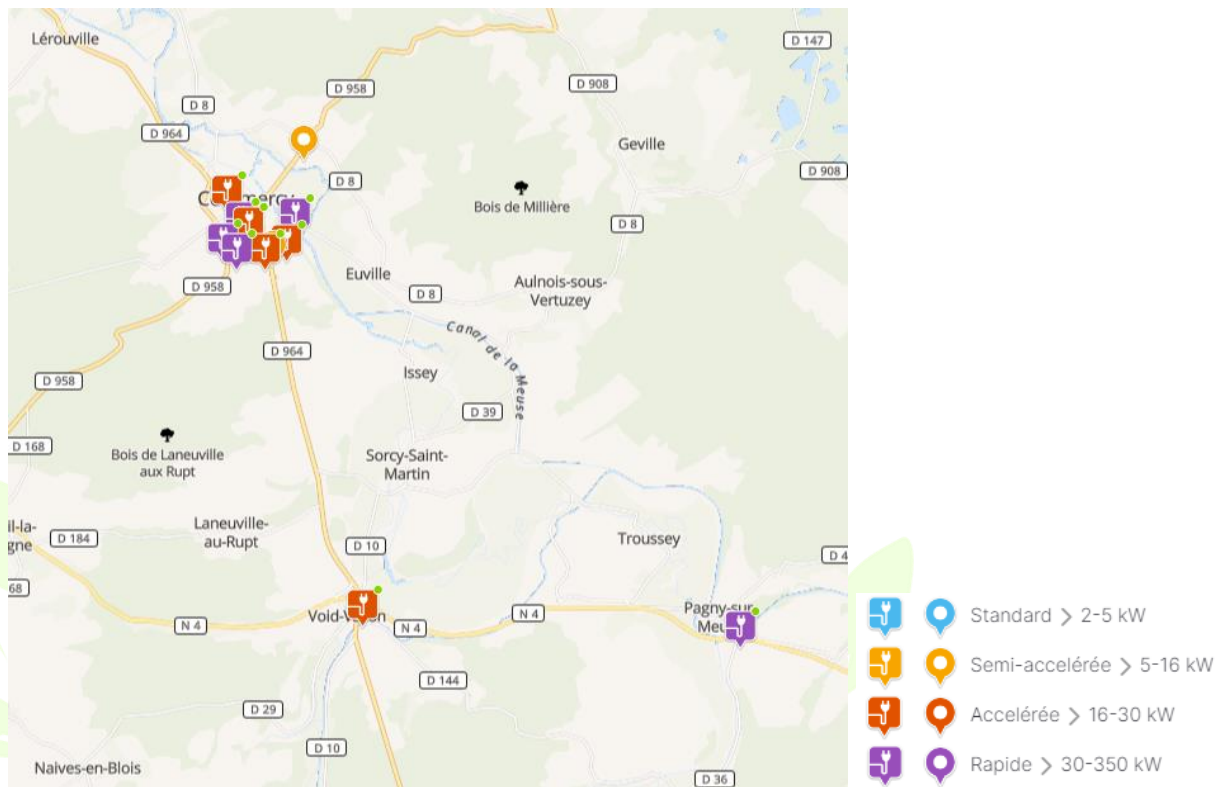 Lérouville
D 147
D 908
D 958
D 8
D 964
Geville
D 908
D 8
Bois de Millière
D 8
Euville
Aulnois-sous-
Vertuzey
D 958
D 8
Canal de la Meuse
D 964
Issey
D 958
D 39
D 168
Bois de Laneuville
aux Rupt
Sorcy-Saint-
Martin
il-la-
gne
Laneuville-
au-Rupt
D 184
D 10
Troussey
D 4
68
N 4
N 4
N 4
Pagny-sur-
D 144
D 29
D 10
Naives-en-Blois
D 36
Standard > 2-5 kW
Semi-accelérée > 5-16 kW
Accelérée > 16-30 kW
Rapide > 30-350 kW